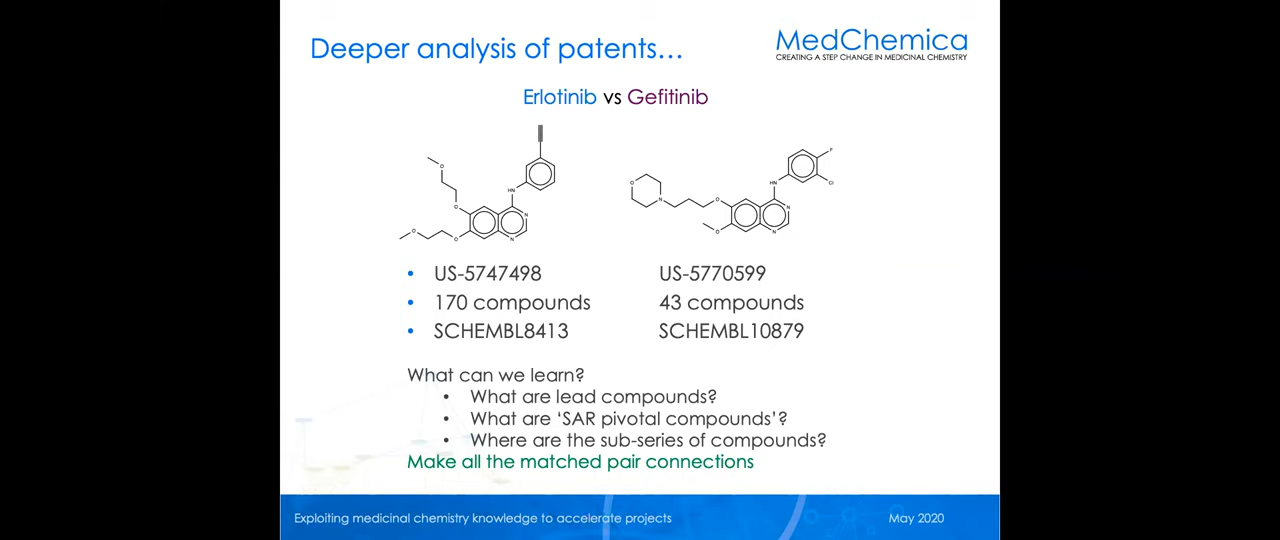 Deeper analysis of patents…
MedChemica
CREATING A STEP CHANGE IN MEDICINAL CHEMISTRY
Erlotinib vs Gefitinib
O
O
O
O
HN
N
N
O
N
O
O
HN
N
N
F
Cl
• US-5747498 US-5770599
• 170 compounds 43 compounds
• SCHEMBL8413 SCHEMBL10879
What can we learn?
• What are lead compounds?
• What are ‘SAR pivotal compounds’?
• Where are the sub-series of compounds?
Make all the matched pair connections
Exploiting medicinal chemistry knowledge to accelerate projects
May 2020